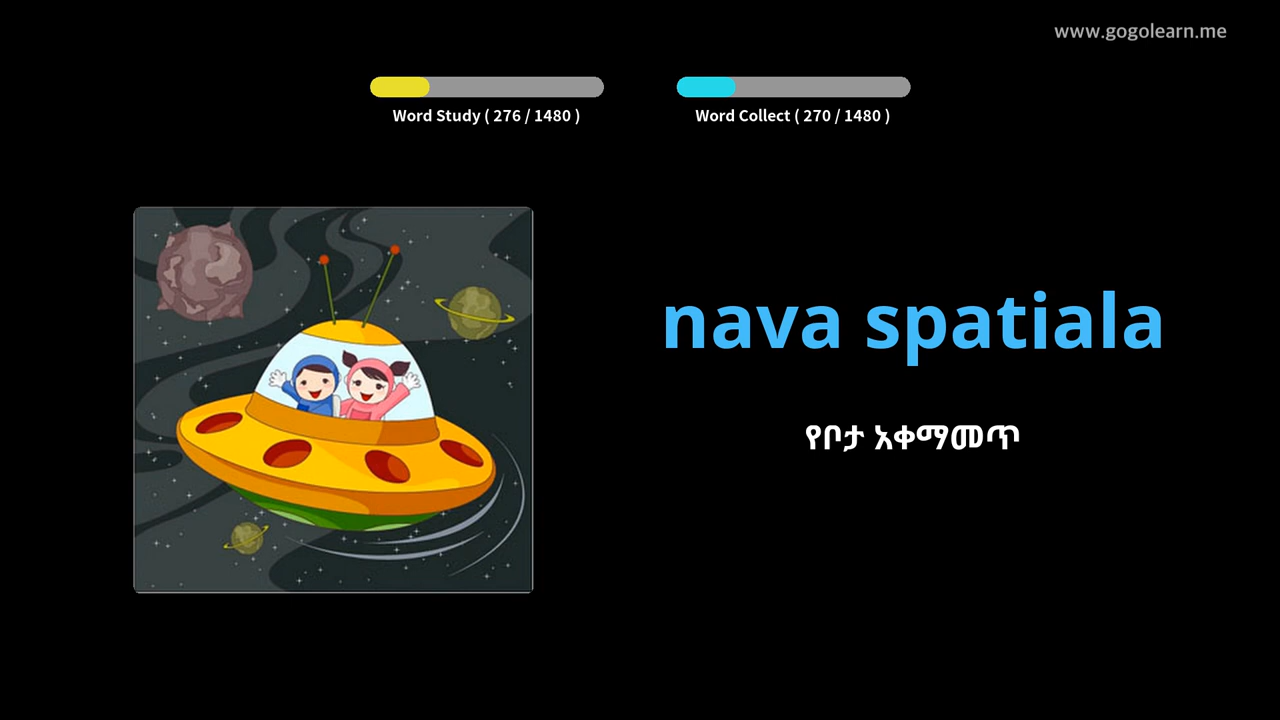 www.gogolearn.me
Word Study ( 276 / 1480 )
Word Collect ( 270 / 1480 )
nava spatiala
የቦታ አቀማመጥ